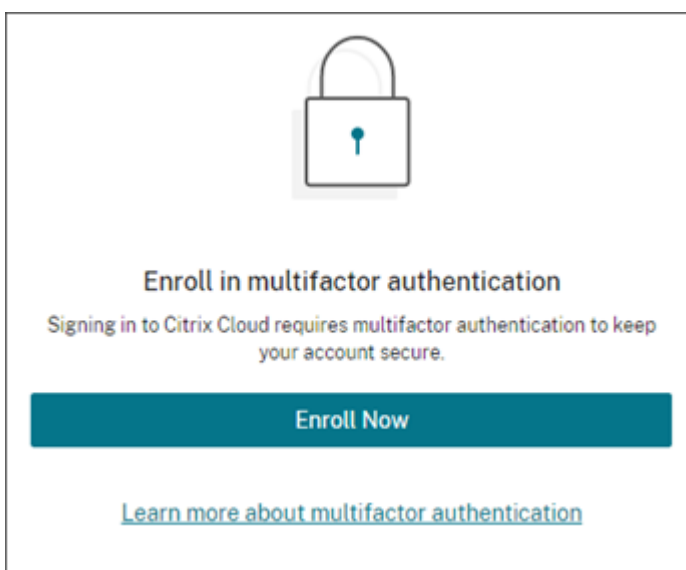 Enroll in multifactor authentication
Signing in to Citrix Cloud requires multifactor authentication to keep
your account secure.
Enroll Now
Learn more about multifactor authentication